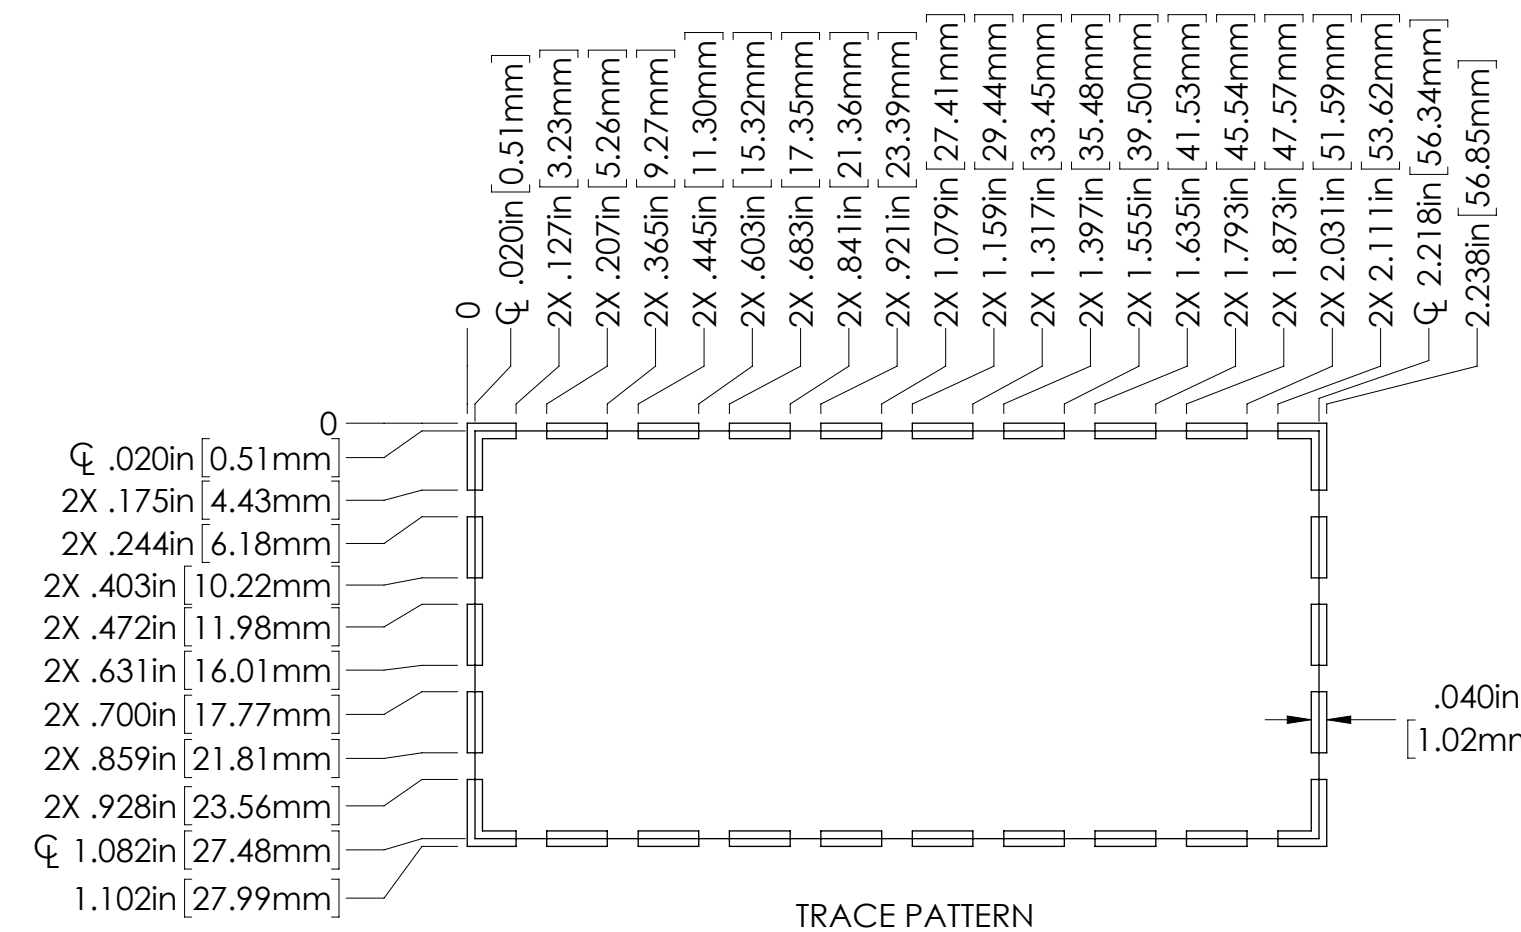 0
℄ .020in [0.51mm]
2X .127in [3.23mm]
2X .207in [5.26mm]
2X .365in [9.27mm]
2X .445in [11.30mm]
2X .603in [15.32mm]
2X .683in [17.35mm]
2X .841in [21.36mm]
2X .921in [23.39mm]
2X 1.079in [27.41mm]
2X 1.159in [29.44mm]
2X 1.317in [33.45mm]
2X 1.397in [35.48mm]
2X 1.555in [39.50mm]
2X 1.635in [41.53mm]
2X 1.793in [45.54mm]
2X 1.873in [47.57mm]
2X 2.031in [51.59mm]
2X 2.111in [53.62mm]
℄ 2.218in [56.34mm]
2.238in [56.85mm]
0
℄ .020in [0.51mm]
2X .175in [4.43mm]
2X .244in [6.18mm]
2X .403in [10.22mm]
2X .472in [11.98mm]
2X .631in [16.01mm]
2X .700in [17.77mm]
2X .859in [21.81mm]
2X .928in [23.56mm]
℄ 1.082in [27.48mm]
1.102in [27.99mm]
.040in
[1.02m
TRACE PATTERN